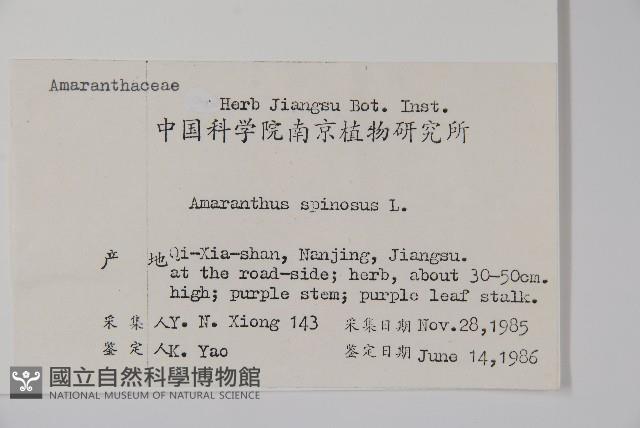 Amaranthaceae
Herb Jiangsu Bot. Inst.
中国科学院南京植物研究所
Amaranthus spinosus L.
产 地 Qi-Xia-shan, Nanjing, Jiangsu.
at the road-side; herb, about 30-50cm.
high; purple stem; purple leaf stalk.
采 集 人 Y. N. Xiong 143 采集日期 Nov.28,1985
鉴 定 人 K. Yao 鉴定日期 June 14,1986
國立自然科學博物館
NATIONAL MUSEUM OF NATURAL SCIENCE